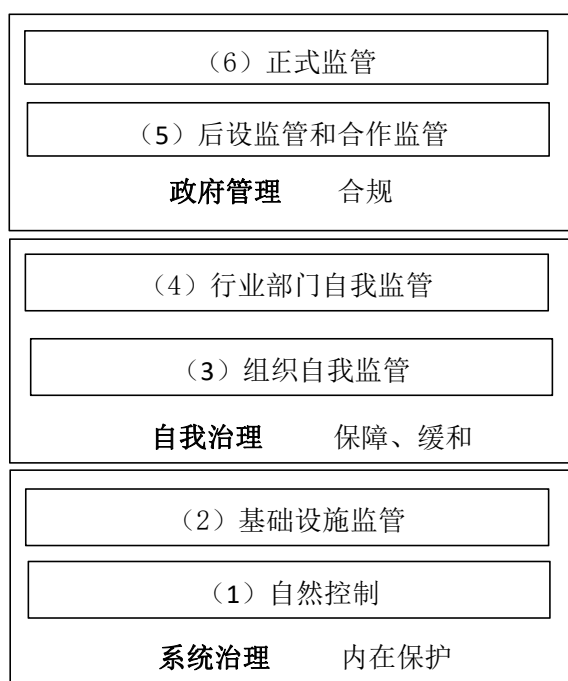 （6）正式监管
（5）后设监管和合作监管
政府管理 合规
（4）行业部门自我监管
（3）组织自我监管
自我治理 保障、缓和
（2）基础设施监管
（1）自然控制
系统治理 内在保护